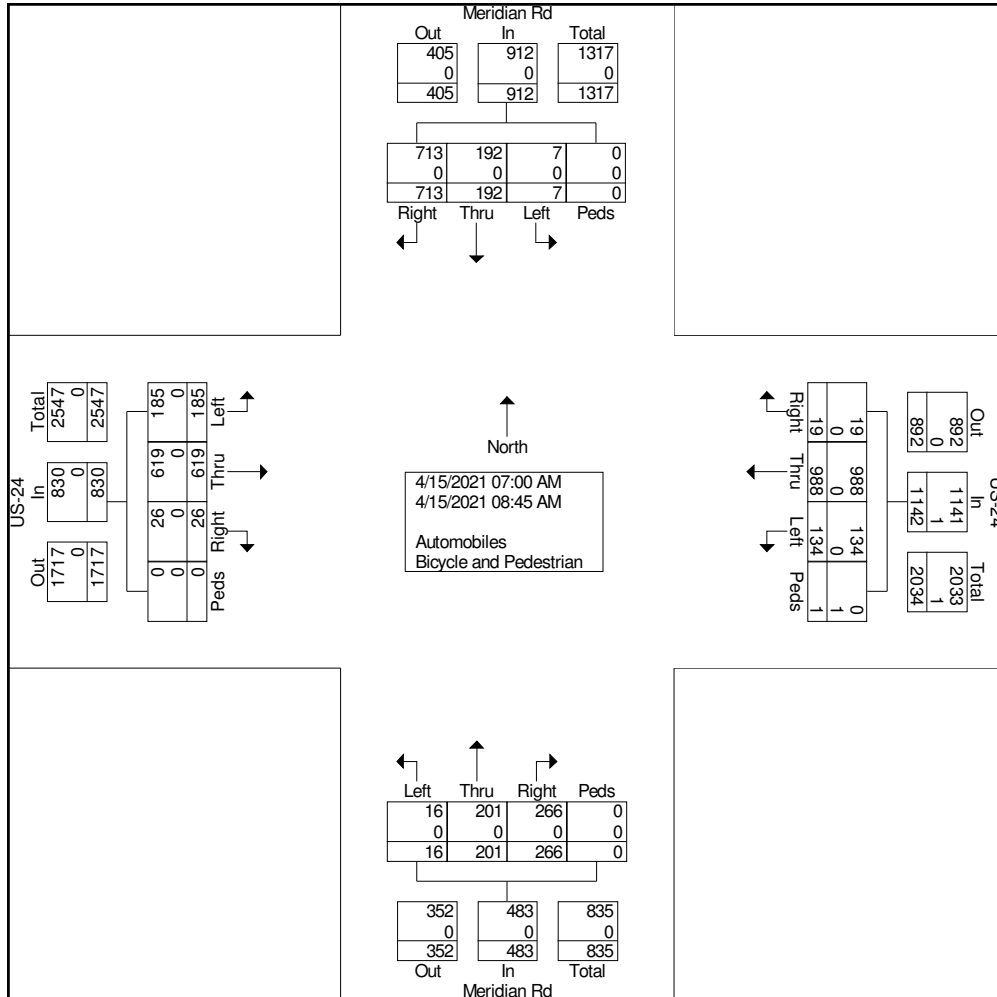 Meridian Rd
Out In Total
405 912 1317
0 0 0
405 912 1317
713 192 7 0
0 0 0 0
713 192 7 0
Right Thru Left Peds
US-24
Total In Out
2547 830 1717
0 0 0
2547 830 1717
185 619 26 0
0 0 0 0
185 619 26 0
Left Thru Right Peds
North
4/15/2021 07:00 AM
4/15/2021 08:45 AM
Automobiles
Bicycle and Pedestrian
US-24
Out In Total
892 1141 2033
0 1 1
892 1142 2034
19 988 134 0
0 0 0 1
19 988 134 1
Right Thru Left Peds
Left Thru Right Peds
16 201 266 0
0 0 0 0
16 201 266 0
352 483 835
0 0 0
352 483 835
Out In Total
Meridian Rd